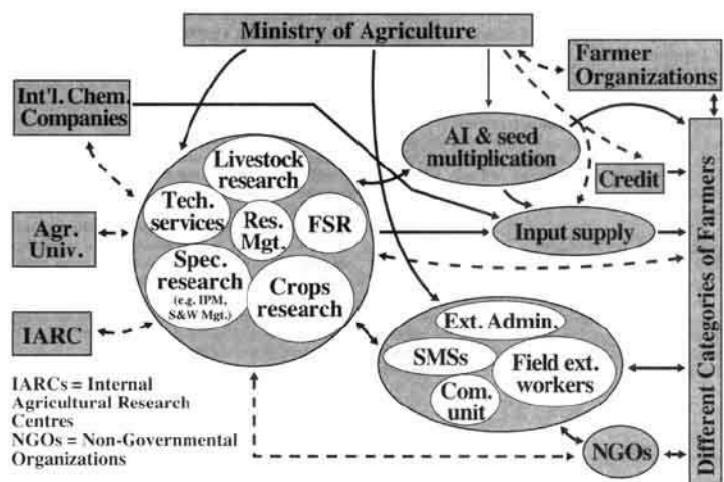 Ministry of Agriculture
Farmer
Organizations
Int'l. Chem.
Companies
AI & seed
multiplication
Livestock
research
Credit
Tech.
services
Res.
Mgt.
FSR
Agr.
Univ.
Input supply
Spec.
research
(e.g. IPM,
S&W Mgt.)
Crops
research
IARC
Ext. Admin.
SMSs
Field ext.
workers
Com.
unit
NGOs
Different Categories of Farmers
IARCs = Internal
Agricultural Research
Centres
NGOs = Non-Governmental
Organizations